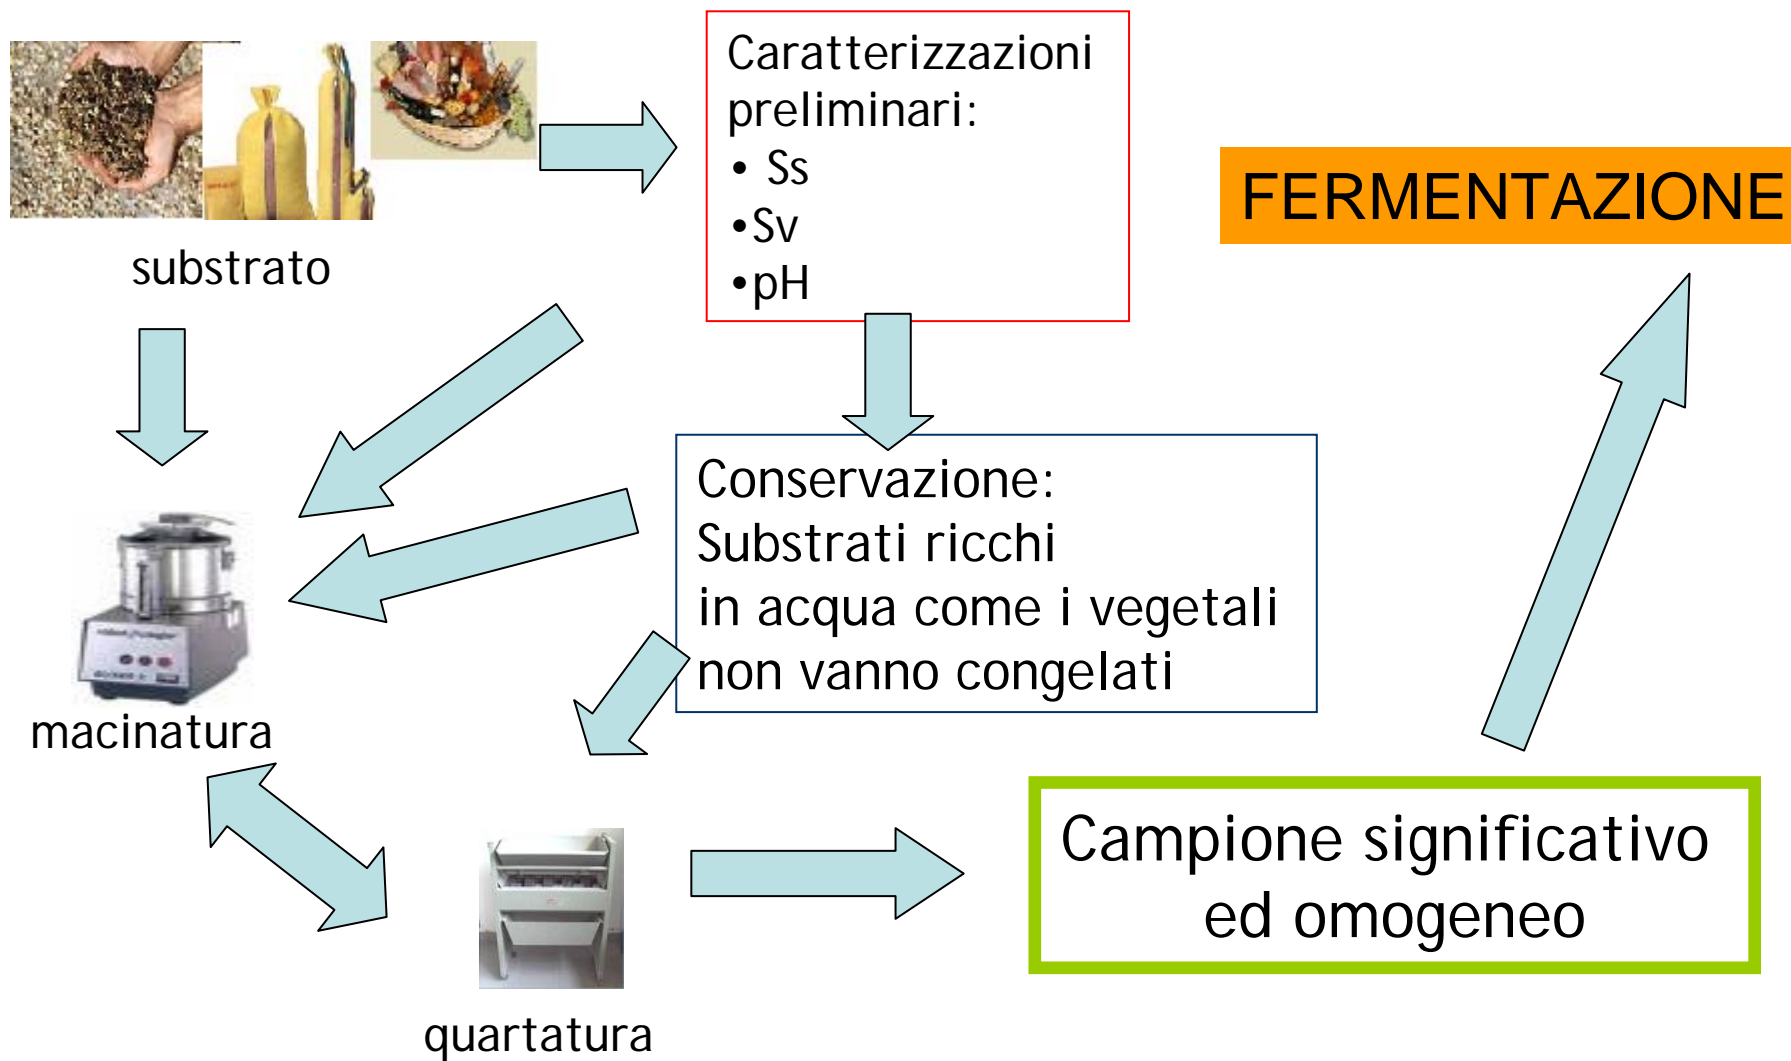 Caratterizzazioni
preliminari:
• Ss
•Sv
•pH
FERMENTAZIONE
substrato
Conservazione:
Substrati ricchi
in acqua come i vegetali
non vanno congelati
macinatura
Campione significativo
ed omogeneo
quartatura